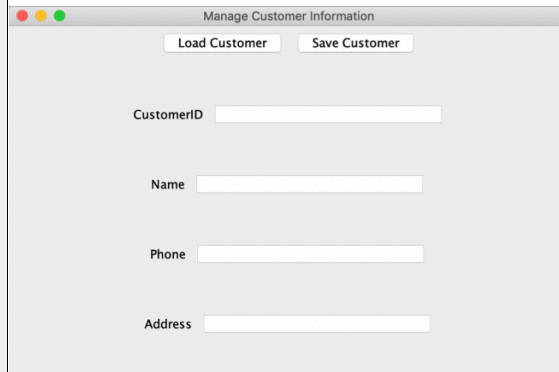 Manage Customer Information
Load Customer Save Customer
CustomerID
Name
Phone
Address